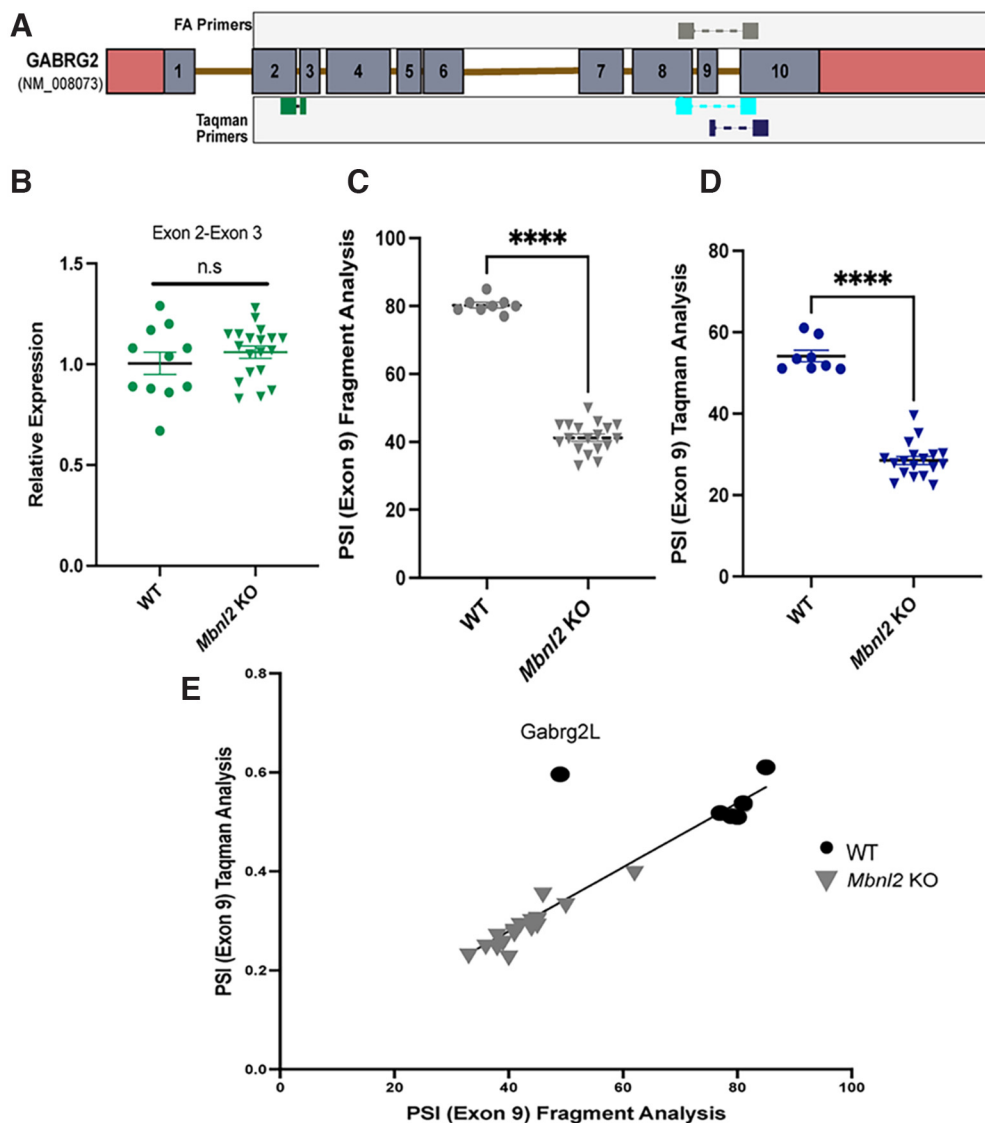 A
FA Primers
GABRG2
(NM_008073)
1 2 3 4 5 6 7 8 9 10
Taqman
Primers
B
Exon 2-Exon 3
n.s
1.5
1.0
0.5
0.0
Relative Expression
WT
Mbnl2 KO
C
****
100
80
60
40
20
0
PSI (Exon 9) Fragment Analysis
WT
Mbnl2 KO
D
****
80
60
40
20
0
PSI (Exon 9) Taqman Analysis
WT
Mbnl2 KO
E
Gabrg2L
0.8
0.6
0.4
0.2
0.0
PSI (Exon 9) Taqman Analysis
WT
Mbnl2 KO
0 20 40 60 80 100
PSI (Exon 9) Fragment Analysis